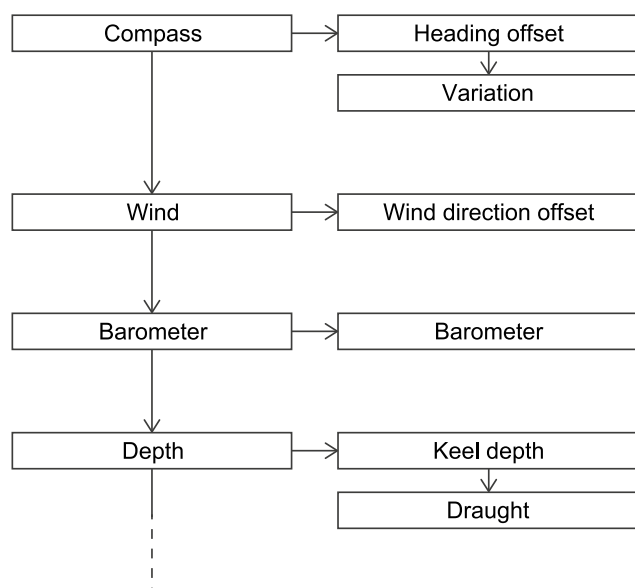 Compass
Heading offset
Variation
Wind
Wind direction offset
Barometer
Barometer
Depth
Keel depth
Draught